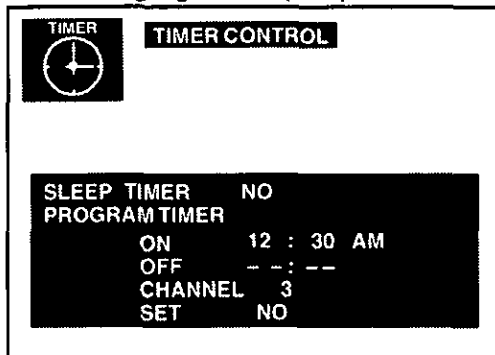 TIMER
TIMER CONTROL
SLEEP TIMER NO
PROGRAM TIMER
ON 12 : 30 AM
OFF – – : – –
CHANNEL 3
SET NO